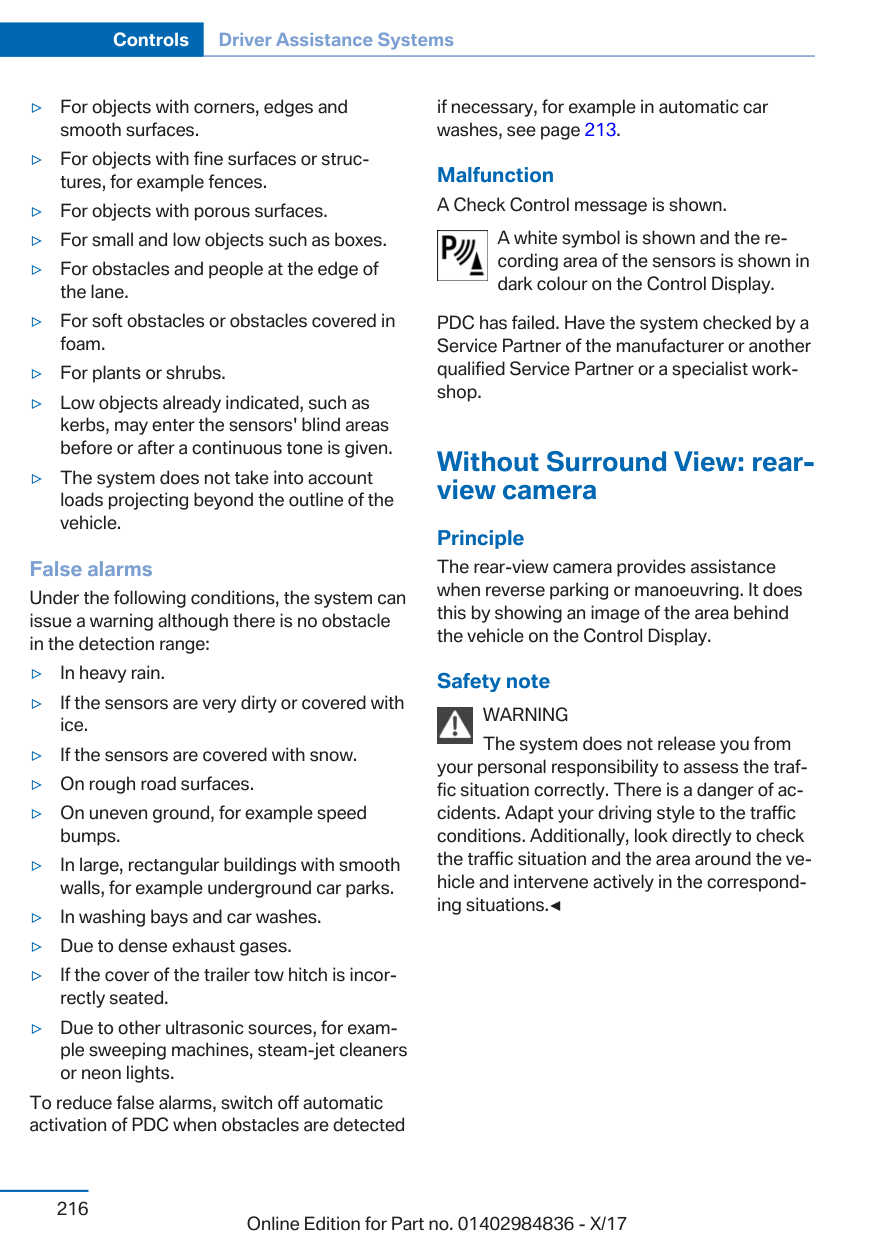 Controls Driver Assistance Systems
▷ For objects with corners, edges and
smooth surfaces.
▷ For objects with fine surfaces or struc-
tures, for example fences.
▷ For objects with porous surfaces.
▷ For small and low objects such as boxes.
▷ For obstacles and people at the edge of
the lane.
▷ For soft obstacles or obstacles covered in
foam.
▷ For plants or shrubs.
▷ Low objects already indicated, such as
kerbs, may enter the sensors' blind areas
before or after a continuous tone is given.
▷ The system does not take into account
loads projecting beyond the outline of the
vehicle.
False alarms
Under the following conditions, the system can
issue a warning although there is no obstacle
in the detection range:
▷ In heavy rain.
▷ If the sensors are very dirty or covered with
ice.
▷ If the sensors are covered with snow.
▷ On rough road surfaces.
▷ On uneven ground, for example speed
bumps.
▷ In large, rectangular buildings with smooth
walls, for example underground car parks.
▷ In washing bays and car washes.
▷ Due to dense exhaust gases.
▷ If the cover of the trailer tow hitch is incor-
rectly seated.
▷ Due to other ultrasonic sources, for exam-
ple sweeping machines, steam-jet cleaners
or neon lights.
To reduce false alarms, switch off automatic
activation of PDC when obstacles are detected
if necessary, for example in automatic car
washes, see page 213.
Malfunction
A Check Control message is shown.
P
A white symbol is shown and the re-
cording area of the sensors is shown in
dark colour on the Control Display.
PDC has failed. Have the system checked by a
Service Partner of the manufacturer or another
qualified Service Partner or a specialist work-
shop.
Without Surround View: rear-
view camera
Principle
The rear-view camera provides assistance
when reverse parking or manoeuvring. It does
this by showing an image of the area behind
the vehicle on the Control Display.
Safety note
WARNING
The system does not release you from
your personal responsibility to assess the traf-
fic situation correctly. There is a danger of ac-
cidents. Adapt your driving style to the traffic
conditions. Additionally, look directly to check
the traffic situation and the area around the ve-
hicle and intervene actively in the correspond-
ing situations.◄
216
Online Edition for Part no. 01402984836 - X/17